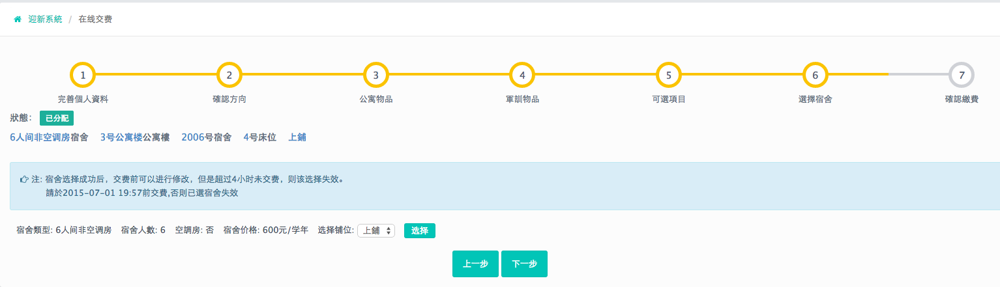 迎新系統 / 在线交费
1 2 3 4 5 6 7
完善個人資料 確認方向 公寓物品 軍訓物品 可選項目 選擇宿舍 確認繳費
狀態： 已分配
6人间非空调房宿舍 3号公寓楼公寓樓 2006号宿舍 4号床位 上鋪
注: 宿舍选择成功后，交费前可以进行修改，但是超过4小时未交费，则该选择失效。
請於2015-07-01 19:57前交費,否則已選宿舍失效
宿舍類型: 6人间非空调房 宿舍人數: 6 空調房: 否 宿舍价格: 600元/学年 选择铺位: 上鋪 选择
上一步 下一步